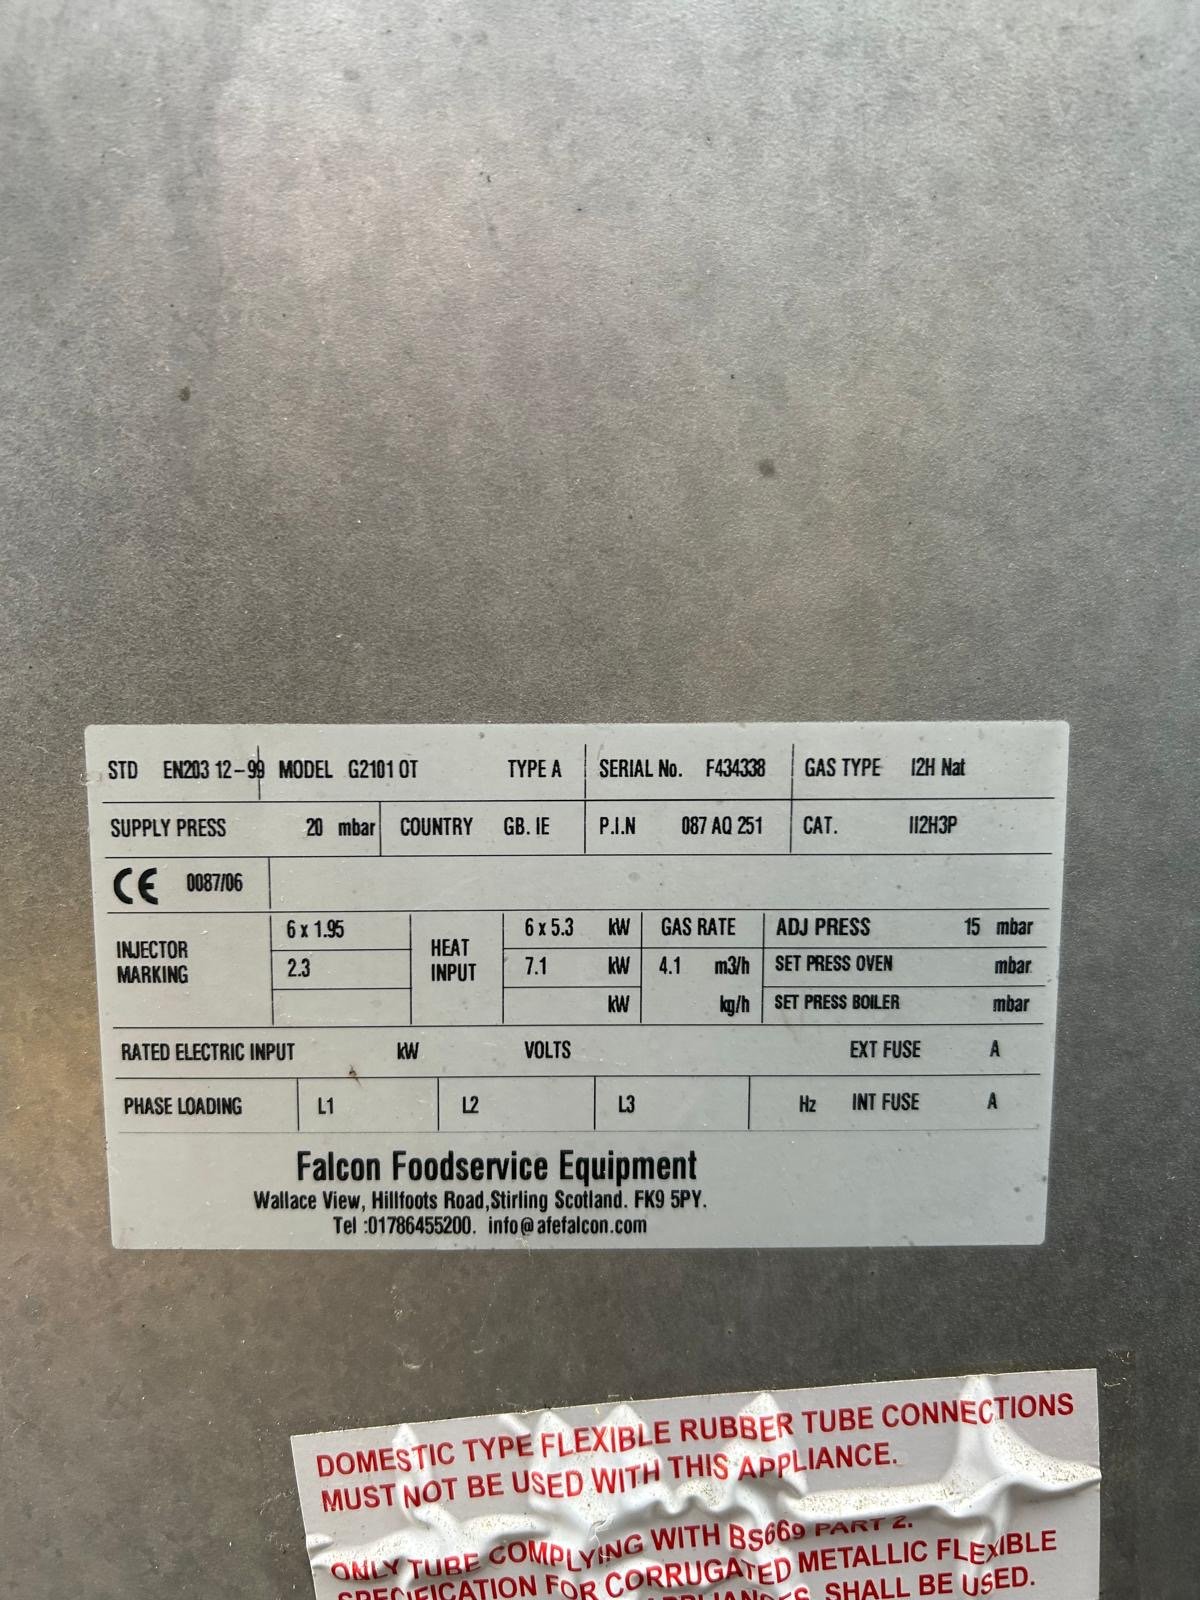 STD EN203 12-99 MODEL G2101 OT TYPE A SERIAL No. F434338 GAS TYPE I2H Nat
SUPPLY PRESS 20 mbar COUNTRY GB. IE P.I.N 087 AQ 251 CAT. II2H3P
CE 0087/06
INJECTOR MARKING 6 x 1.95 HEAT INPUT 6 x 5.3 kW GAS RATE ADJ PRESS 15 mbar
2.3 7.1 kW 4.1 m3/h SET PRESS OVEN mbar
kW kg/h SET PRESS BOILER mbar
RATED ELECTRIC INPUT kW VOLTS EXT FUSE A
PHASE LOADING L1 L2 L3 Hz INT FUSE A
Falcon Foodservice Equipment
Wallace View, Hillfoots Road,Stirling Scotland. FK9 5PY.
Tel :01786455200. info@afefalcon.com
DOMESTIC TYPE FLEXIBLE RUBBER TUBE CONNECTIONS
MUST NOT BE USED WITH THIS APPLIANCE.
ONLY TUBE COMPLYING WITH BS669 PART 2.
SPECIFICATION FOR CORRUGATED METALLIC FLEXIBLE
APPLIANCES SHALL BE USED.